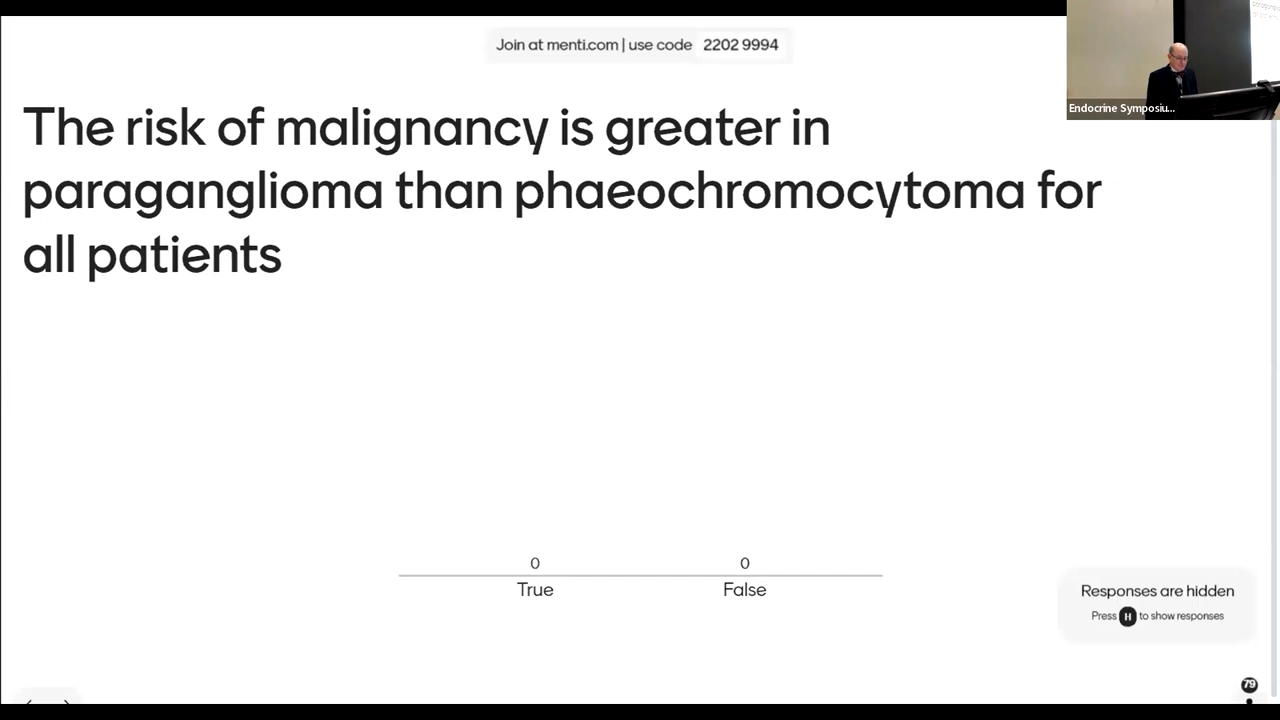 Join at menti.com | use code 2202 9994
The risk of malignancy is greater in
paraganglioma than phaeochromocytoma for
all patients
Endocrine Symposiu...
0 0
True False
Responses are hidden
Press H to show responses
79